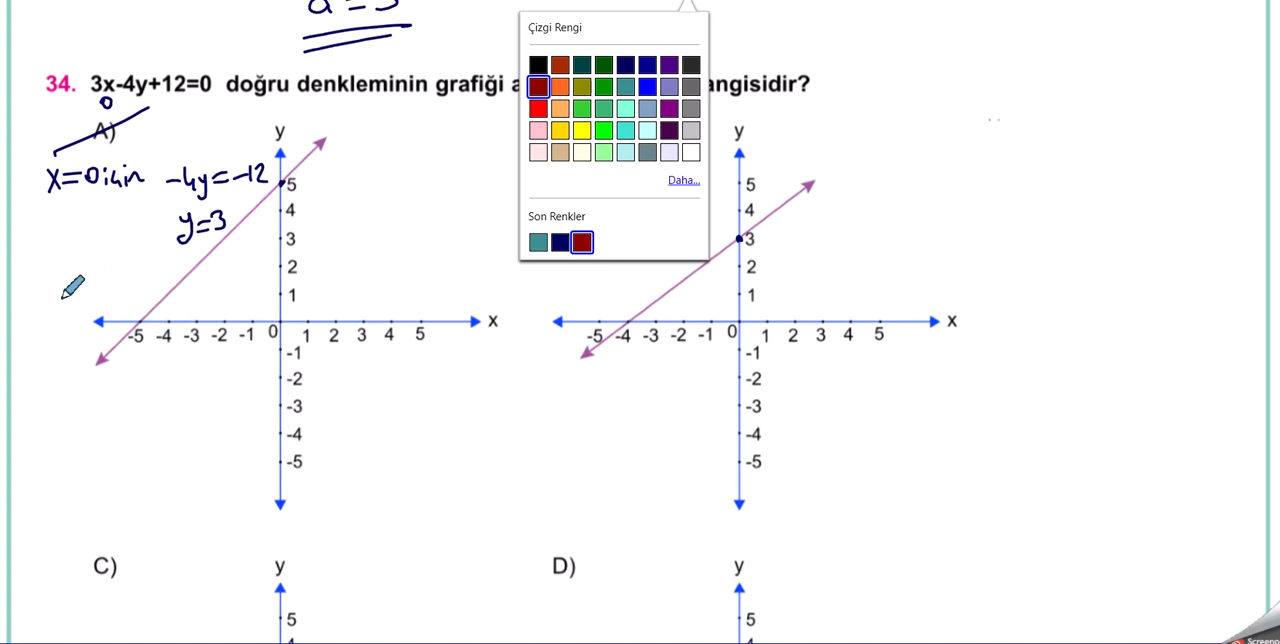 a = 5
Çizgi Rengi
34. 3x-4y+12=0 doğru denkleminin grafiği a
angisidir?
0
A)
y
y
x=0 için -4y=-12
y=3
5
4
3
2
1
-5 -4 -3 -2 -1 0 1 2 3 4 5 x
-1
-2
-3
-4
-5
Daha...
Son Renkler
5
4
3
2
1
-5 -4 -3 -2 -1 0 1 2 3 4 5 x
-1
-2
-3
-4
-5
C)
y
5
4
D)
y
5
4